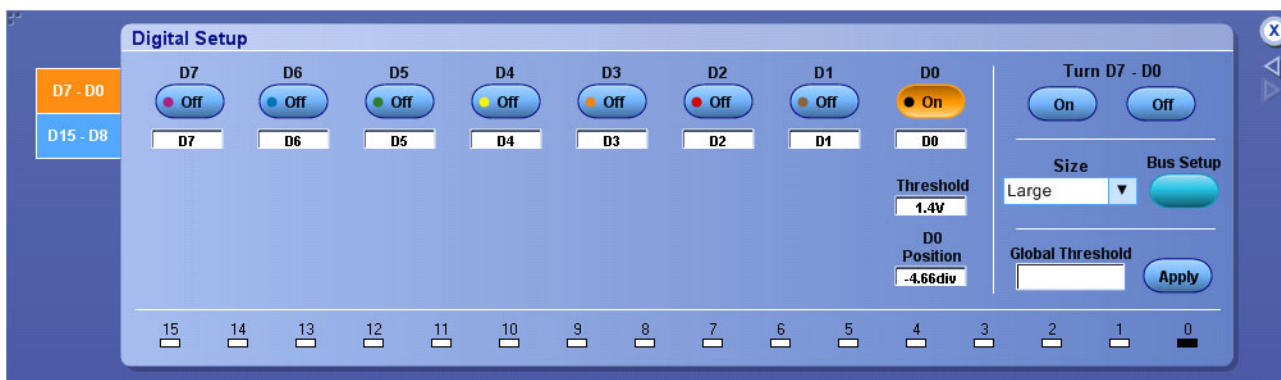 Digital Setup
D7 - D0
D15 - D8
D7 D6 D5 D4 D3 D2 D1 D0
Off Off Off Off Off Off Off On
D7 D6 D5 D4 D3 D2 D1 D0
Threshold
1.4V
D0
Position
-4.66div
Turn D7 - D0
On Off
Size
Large
Bus Setup
Global Threshold
Apply
15 14 13 12 11 10 9 8 7 6 5 4 3 2 1 0
X